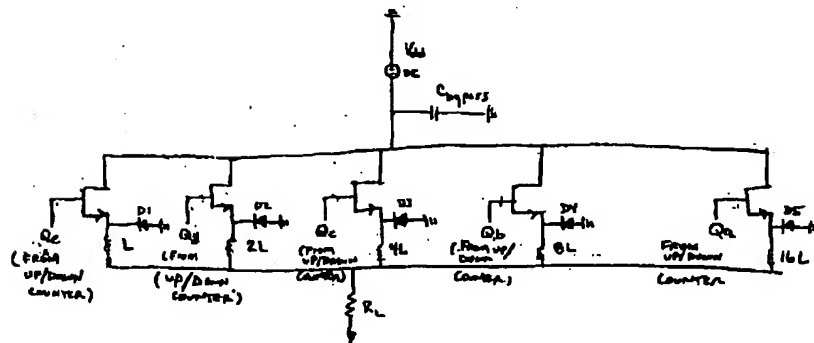 Vdd
DC
Cbypass
D1
D2
D3
D4
D5
Qe
Qd
Qc
Qb
Qa
L
2L
4L
8L
16L
(FROM
UP/DOWN
COUNTER)
(From
(UP/DOWN
COUNTER)
(From
UP/DOWN
COUNTER)
(From UP/
DOWN
COUNTER)
FROM
UP/DOWN
COUNTER
RL